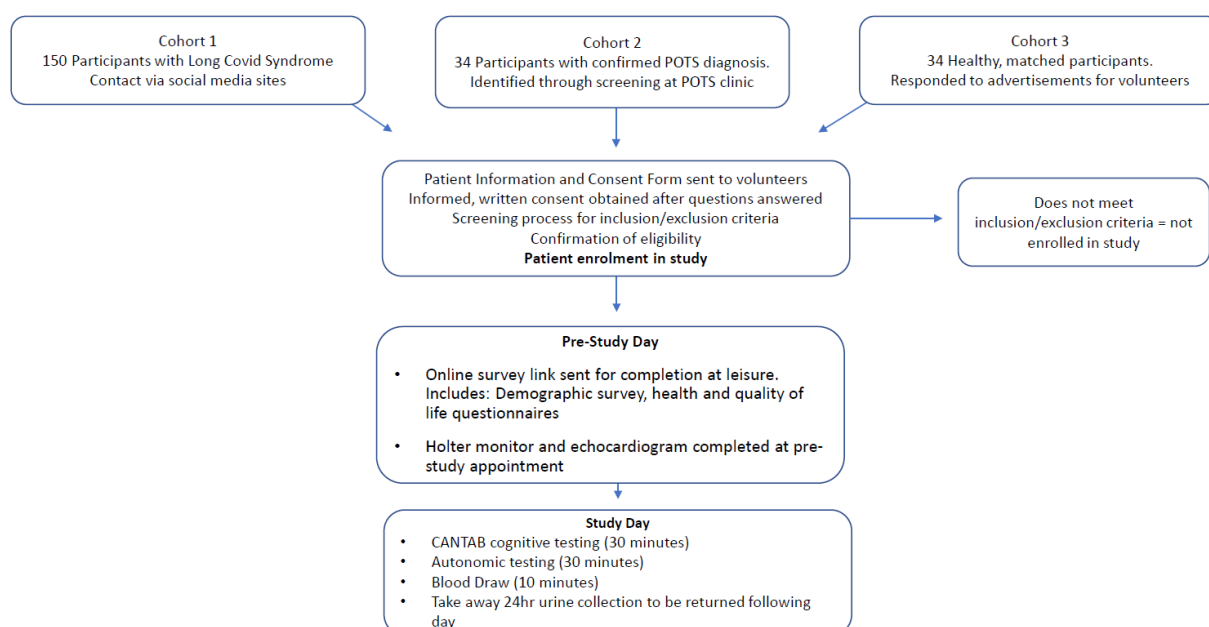 Cohort 1
150 Participants with Long Covid Syndrome
Contact via social media sites
Cohort 2
34 Participants with confirmed POTS diagnosis.
Identified through screening at POTS clinic
Cohort 3
34 Healthy, matched participants.
Responded to advertisements for volunteers
Patient Information and Consent Form sent to volunteers
Informed, written consent obtained after questions answered
Screening process for inclusion/exclusion criteria
Confirmation of eligibility
Patient enrolment in study
Does not meet
inclusion/exclusion criteria = not
enrolled in study
Pre-Study Day
• Online survey link sent for completion at leisure.
Includes: Demographic survey, health and quality of
life questionnaires
• Holter monitor and echocardiogram completed at pre-
study appointment
Study Day
• CANTAB cognitive testing (30 minutes)
• Autonomic testing (30 minutes)
• Blood Draw (10 minutes)
• Take away 24hr urine collection to be returned following
day